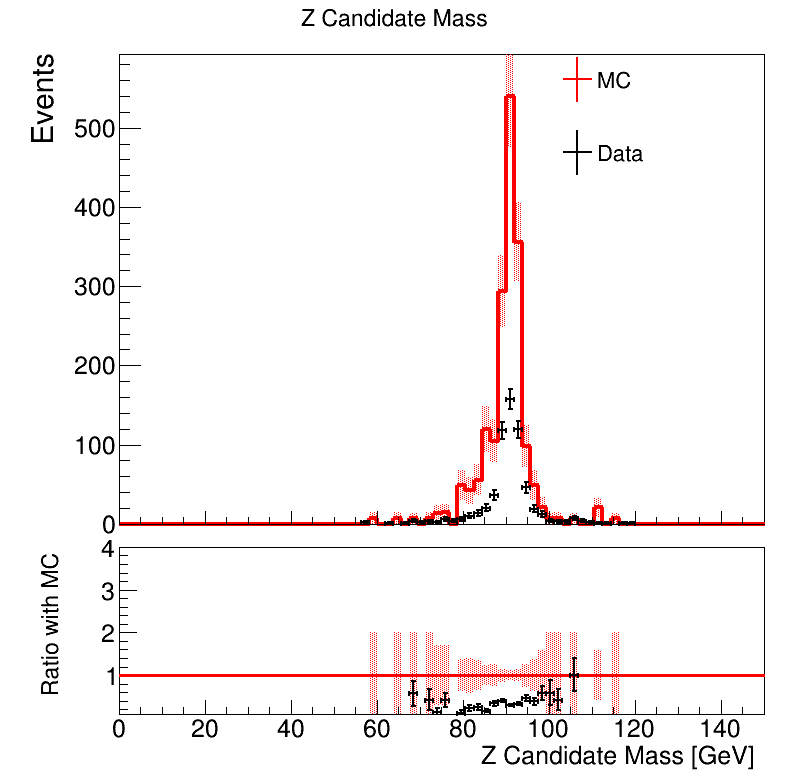 Z Candidate Mass
Events
500
400
300
200
100
0
MC
Data
Ratio with MC
4
3
2
1
0 20 40 60 80 100 120 140
Z Candidate Mass [GeV]